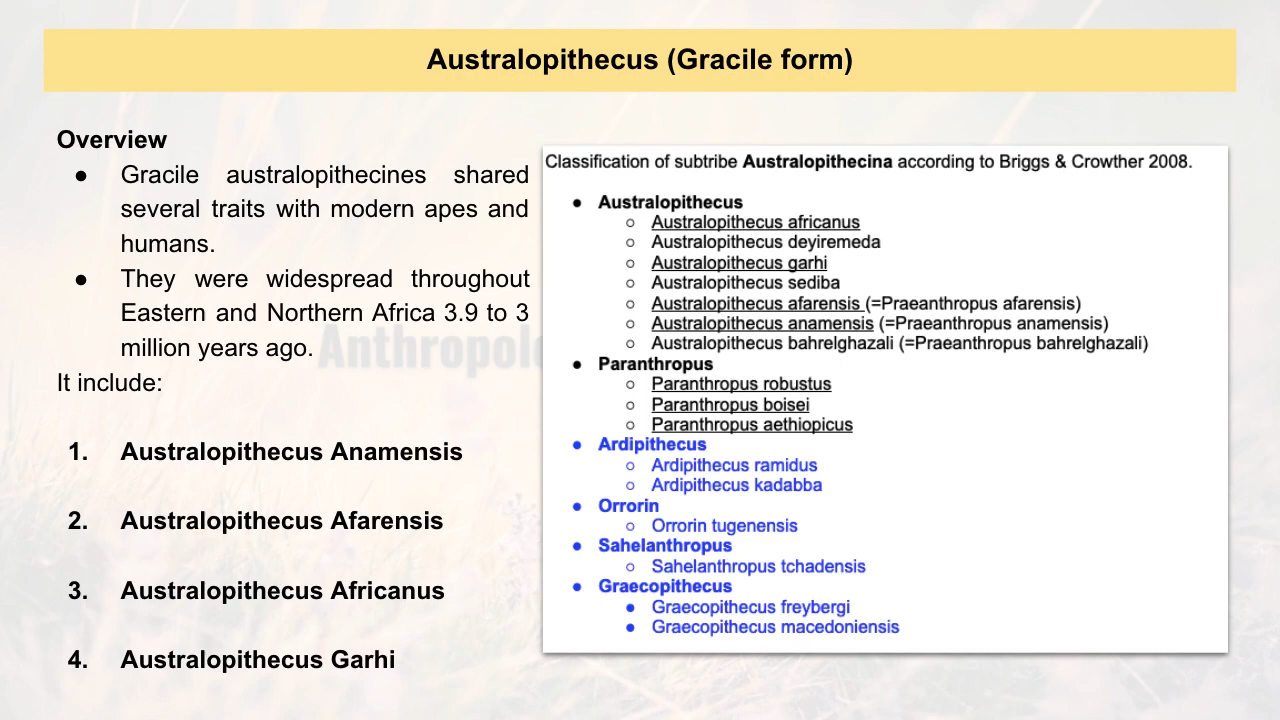 Australopithecus (Gracile form)
Overview
● Gracile australopithecines shared
several traits with modern apes and
humans.
● They were widespread throughout
Eastern and Northern Africa 3.9 to 3
million years ago.
It include:
1. Australopithecus Anamensis
2. Australopithecus Afarensis
3. Australopithecus Africanus
4. Australopithecus Garhi
Classification of subtribe Australopithecina according to Briggs & Crowther 2008.
● Australopithecus
○ Australopithecus africanus
○ Australopithecus deyiremeda
○ Australopithecus garhi
○ Australopithecus sediba
○ Australopithecus afarensis (=Praeanthropus afarensis)
○ Australopithecus anamensis (=Praeanthropus anamensis)
○ Australopithecus bahrelghazali (=Praeanthropus bahrelghazali)
● Paranthropus
○ Paranthropus robustus
○ Paranthropus boisei
○ Paranthropus aethiopicus
● Ardipithecus
○ Ardipithecus ramidus
○ Ardipithecus kadabba
● Orrorin
○ Orrorin tugenensis
● Sahelanthropus
○ Sahelanthropus tchadensis
● Graecopithecus
● Graecopithecus freybergi
● Graecopithecus macedoniensis